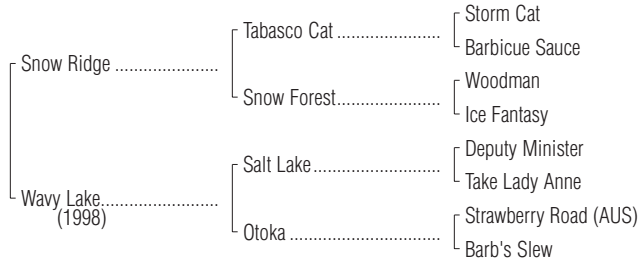 Storm Cat
Tabasco Cat ....................
Barbicue Sauce
Snow Ridge ....................
Woodman
Snow Forest....................
Ice Fantasy
Deputy Minister
Salt Lake ....................
Take Lady Anne
Wavy Lake....................
(1998)
Strawberry Road (AUS)
Otoka ....................
Barb's Slew